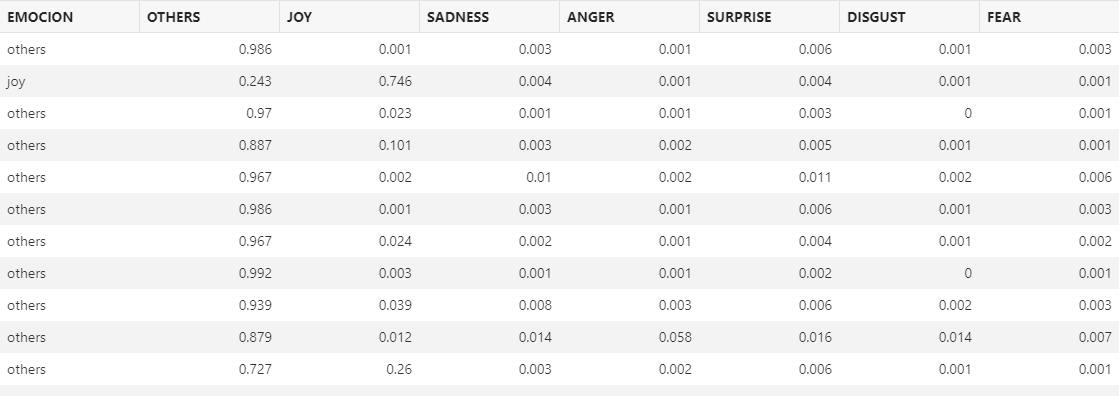 EMOCION OTHERS JOY SADNESS ANGER SURPRISE DISGUST FEAR
others 0.986 0.001 0.003 0.001 0.006 0.001 0.003
joy 0.243 0.746 0.004 0.001 0.004 0.001 0.001
others 0.97 0.023 0.001 0.001 0.003 0 0.001
others 0.887 0.101 0.003 0.002 0.005 0.001 0.001
others 0.967 0.002 0.01 0.002 0.011 0.002 0.006
others 0.986 0.001 0.003 0.001 0.006 0.001 0.003
others 0.967 0.024 0.002 0.001 0.004 0.001 0.002
others 0.992 0.003 0.001 0.001 0.002 0 0.001
others 0.939 0.039 0.008 0.003 0.006 0.002 0.003
others 0.879 0.012 0.014 0.058 0.016 0.014 0.007
others 0.727 0.26 0.003 0.002 0.006 0.001 0.001